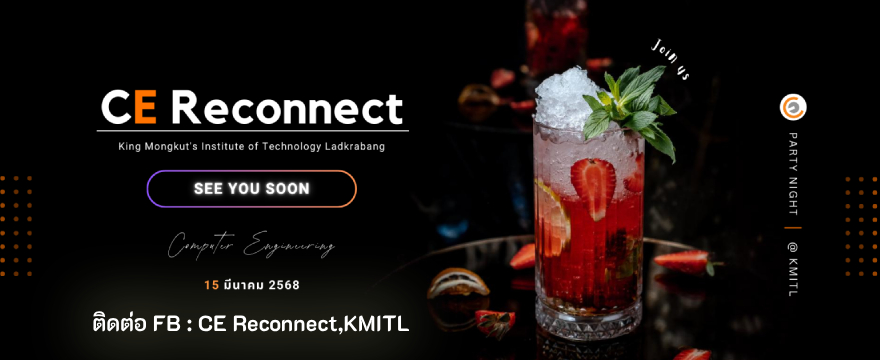 CE Reconnect
King Mongkut's Institute of Technology Ladkrabang
SEE YOU SOON
Computer Engineering
15 มีนาคม 2568
ติดต่อ FB : CE Reconnect,KMITL
Join us
PARTY NIGHT | @ KMITL